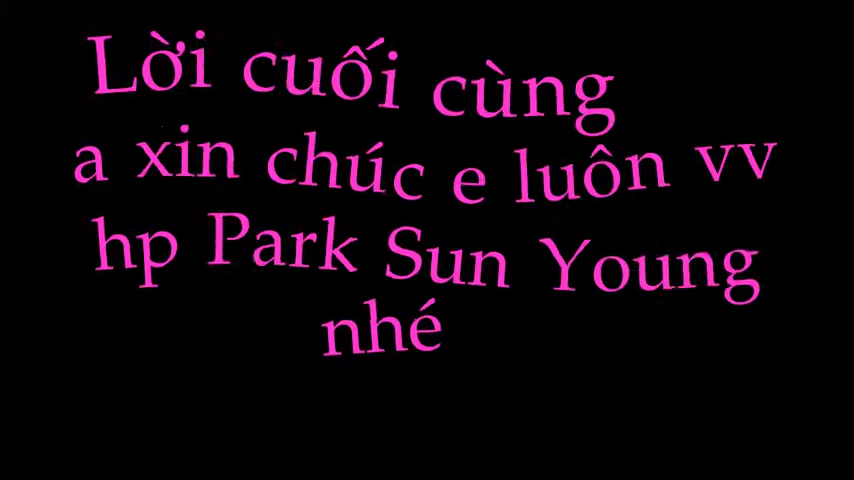 Lời cuối cùng
a xin chúc e luôn vv
hp Park Sun Young
nhé